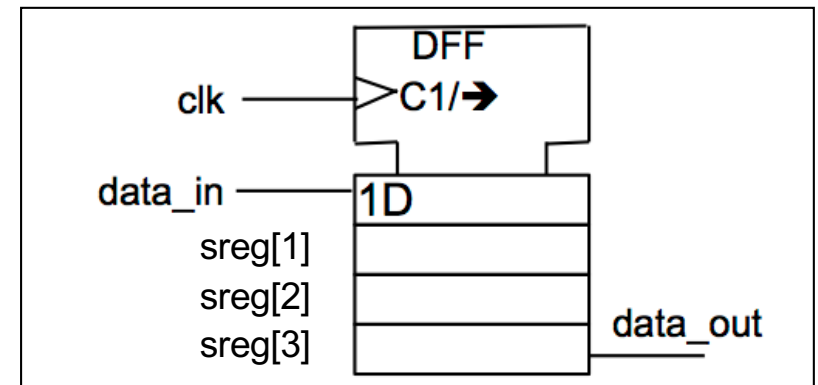 DFF
clk
C1/➔
data_in
1D
sreg[1]
sreg[2]
sreg[3]
data_out